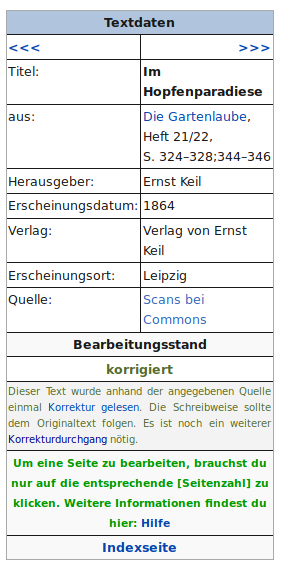 Textdaten
<<< >>>
Titel: Im
Hopfenparadiese
aus: Die Gartenlaube,
Heft 21/22,
S. 324–328;344–346
Herausgeber: Ernst Keil
Erscheinungsdatum: 1864
Verlag: Verlag von Ernst
Keil
Erscheinungsort: Leipzig
Quelle: Scans bei
Commons
Bearbeitungsstand
korrigiert
Dieser Text wurde anhand der angegebenen Quelle
einmal Korrektur gelesen. Die Schreibweise sollte
dem Originaltext folgen. Es ist noch ein weiterer
Korrekturdurchgang nötig.
Um eine Seite zu bearbeiten, brauchst du
nur auf die entsprechende [Seitenzahl] zu
klicken. Weitere Informationen findest du
hier: Hilfe
Indexseite